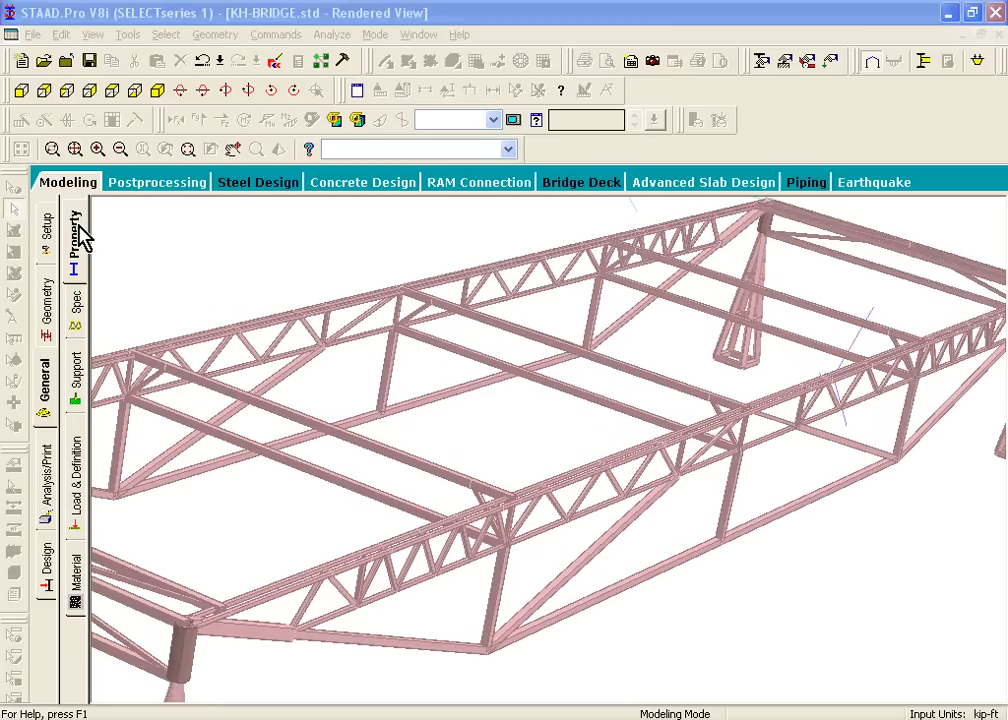 STAAD.Pro V8i (SELECTseries 1) - [KH-BRIDGE.std - Rendered View]
File Edit View Tools Select Geometry Commands Analyze Mode Window Help
Modeling Postprocessing Steel Design Concrete Design RAM Connection Bridge Deck Advanced Slab Design Piping Earthquake
Setup
Geometry
General
Analysis/Print
Design
Property
Spec
Support
Load & Definition
Material
For Help, press F1 Modeling Mode Input Units: kip-ft